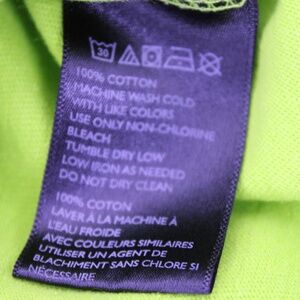 30
100% COTTON
MACHINE WASH COLD
WITH LIKE COLORS
USE ONLY NON-CHLORINE
BLEACH
TUMBLE DRY LOW
LOW IRON AS NEEDED
DO NOT DRY CLEAN
100% COTON
LAVER À LA MACHINE À
L'EAU FROIDE
AVEC COULEURS SIMILAIRES
UTILISER UN AGENT DE
BLACHIMENT SANS CHLORE SI
NÉCESSAIRE